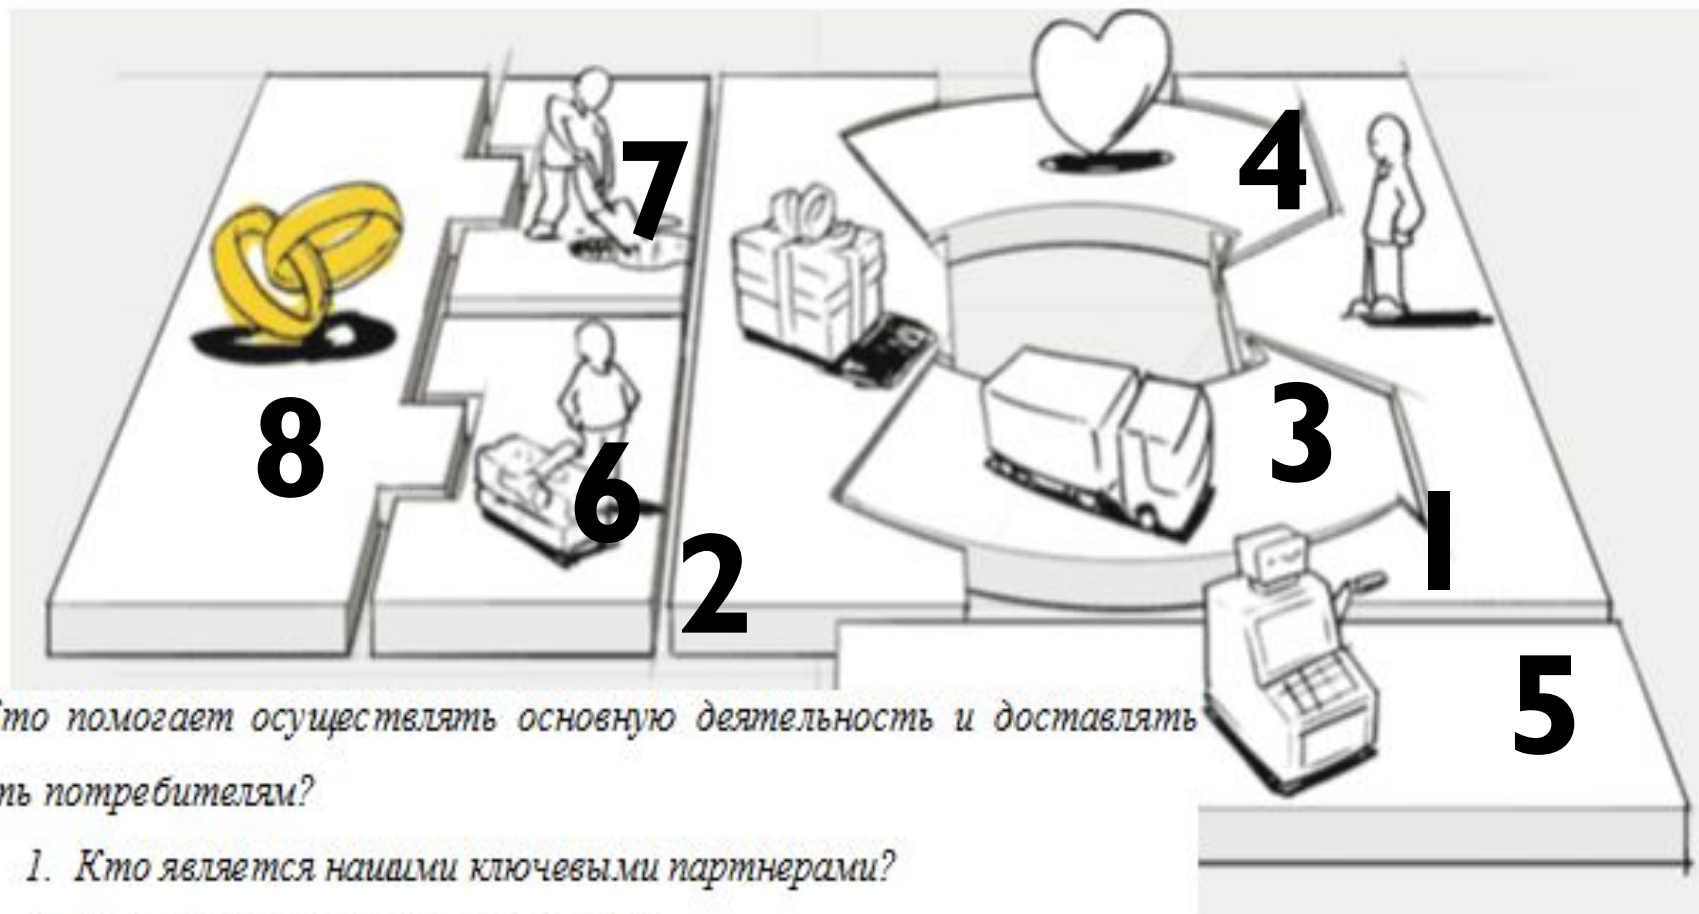 4
7
3
8
6
1
2
5
то помогает осуществлять основную деятельность и доставлять
ть потребителям?
1. Кто является нашими ключевыми партнерами?